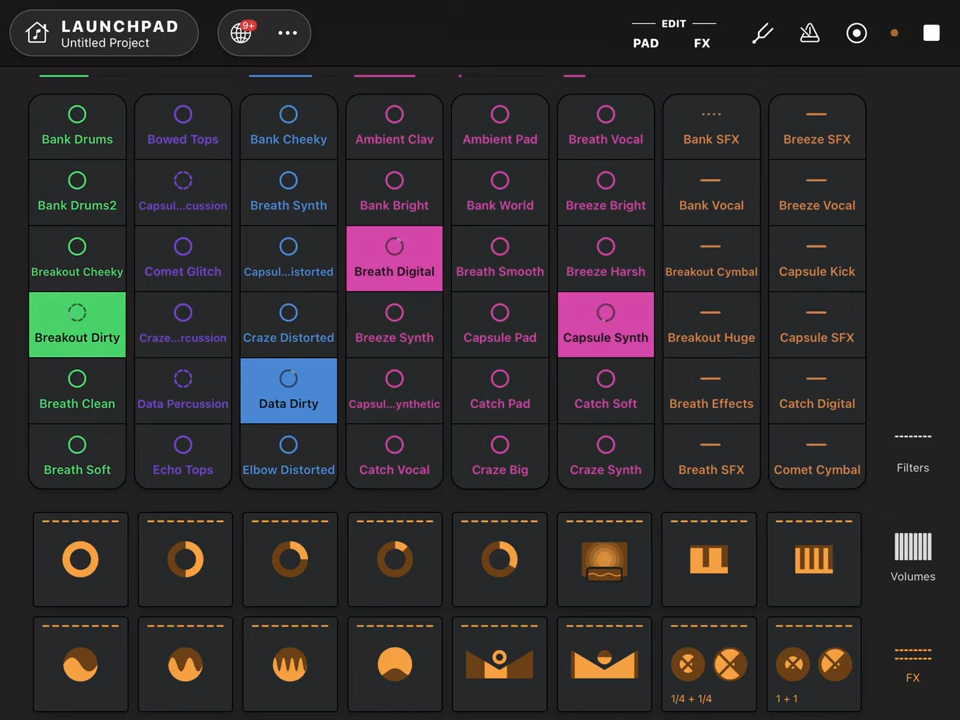 LAUNCHPAD
Untitled Project
9+
EDIT
PAD
FX
Bank Drums
Bowed Tops
Bank Cheeky
Ambient Clav
Ambient Pad
Breath Vocal
Bank SFX
Breeze SFX
Bank Drums2
Capsul...cussion
Breath Synth
Bank Bright
Bank World
Breeze Bright
Bank Vocal
Breeze Vocal
Breakout Cheeky
Comet Glitch
Capsul...istorted
Breath Digital
Breath Smooth
Breeze Harsh
Breakout Cymbal
Capsule Kick
Breakout Dirty
Craze...rcussion
Craze Distorted
Breeze Synth
Capsule Pad
Capsule Synth
Breakout Huge
Capsule SFX
Breath Clean
Data Percussion
Data Dirty
Capsul...ynthetic
Catch Pad
Catch Soft
Breath Effects
Catch Digital
Breath Soft
Echo Tops
Elbow Distorted
Catch Vocal
Craze Big
Craze Synth
Breath SFX
Comet Cymbal
Filters
Volumes
FX
1/4 + 1/4
1 + 1